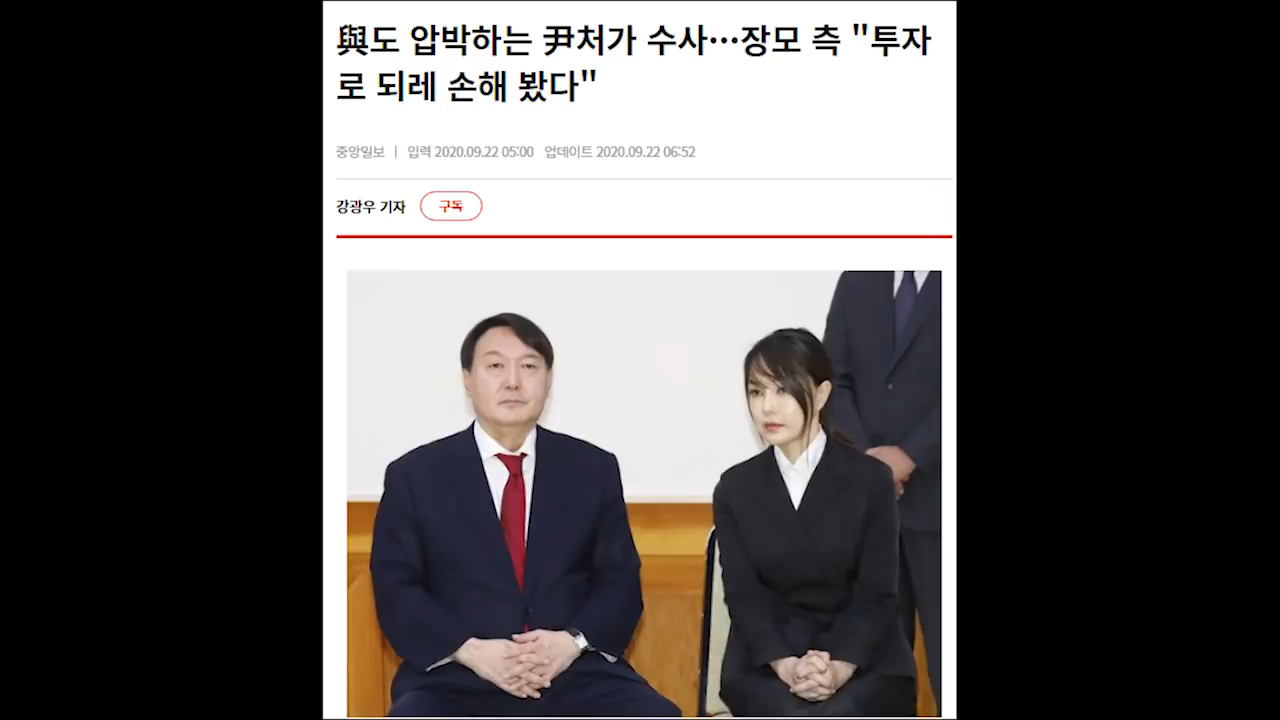 與도 압박하는 尹처가 수사…장모 측 "투자
로 되레 손해 봤다"
중앙일보 | 입력 2020.09.22 05:00 업데이트 2020.09.22 06:52
강광우 기자 구독